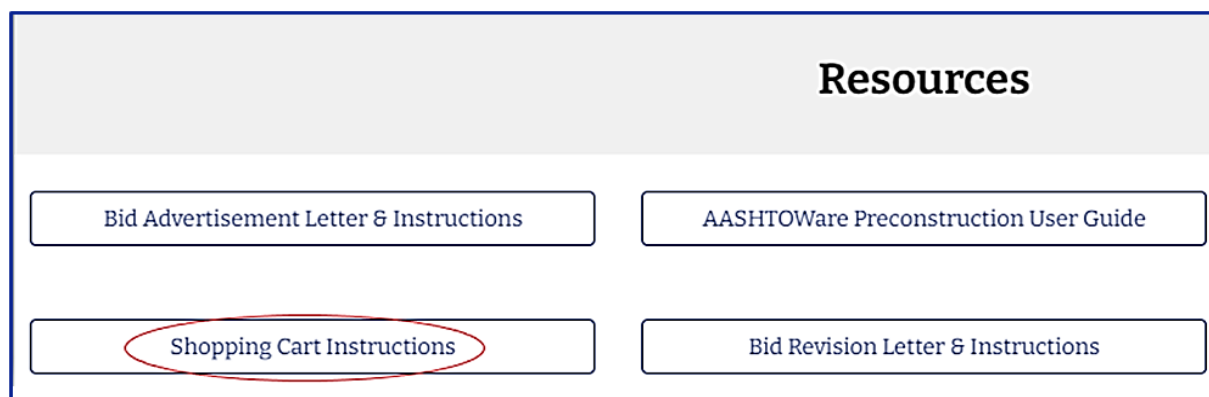 Resources
Bid Advertisement Letter & Instructions
AASHTOWare Preconstruction User Guide
Shopping Cart Instructions
Bid Revision Letter & Instructions